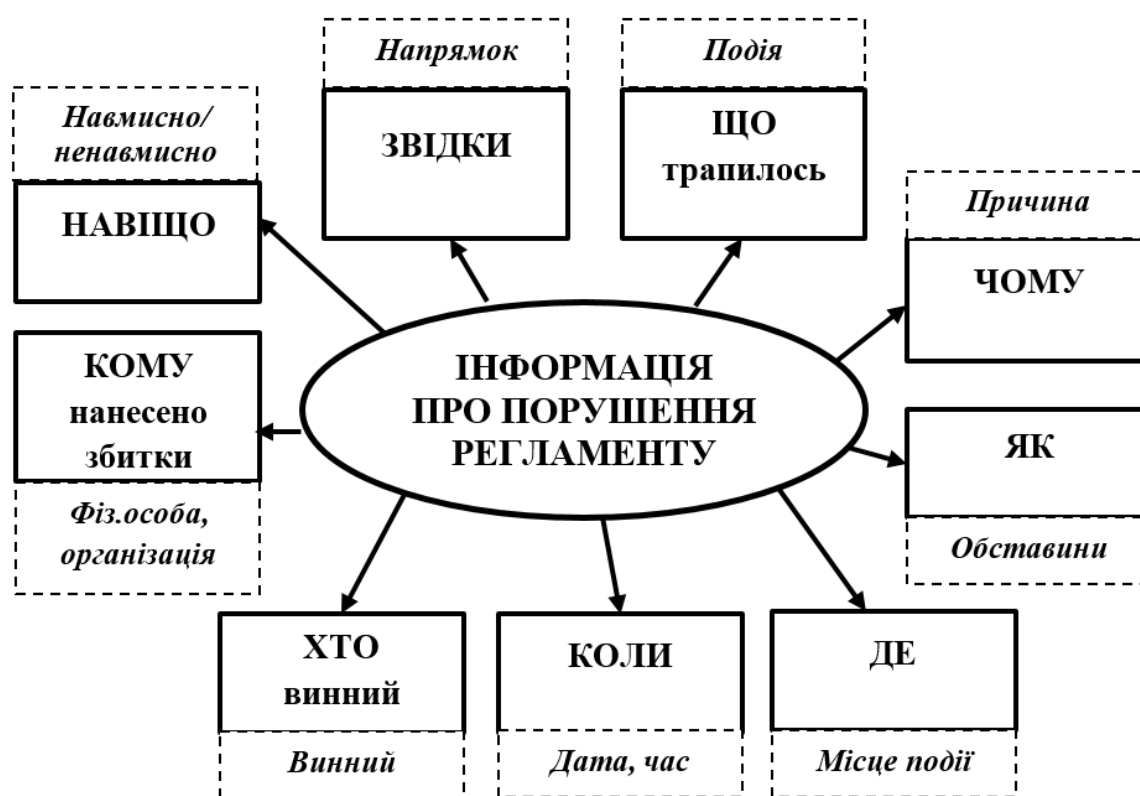 Напрямок
ЗВІДКИ
Подія
ЩО
трапилось
Навмисно/
ненавмисно
НАВІЩО
Причина
ЧОМУ
КОМУ
нанесено
збитки
Фіз.особа,
організація
ІНФОРМАЦІЯ
ПРО ПОРУШЕННЯ
РЕГЛАМЕНТУ
ЯК
Обставини
ХТО
винний
Винний
КОЛИ
Дата, час
ДЕ
Місце події